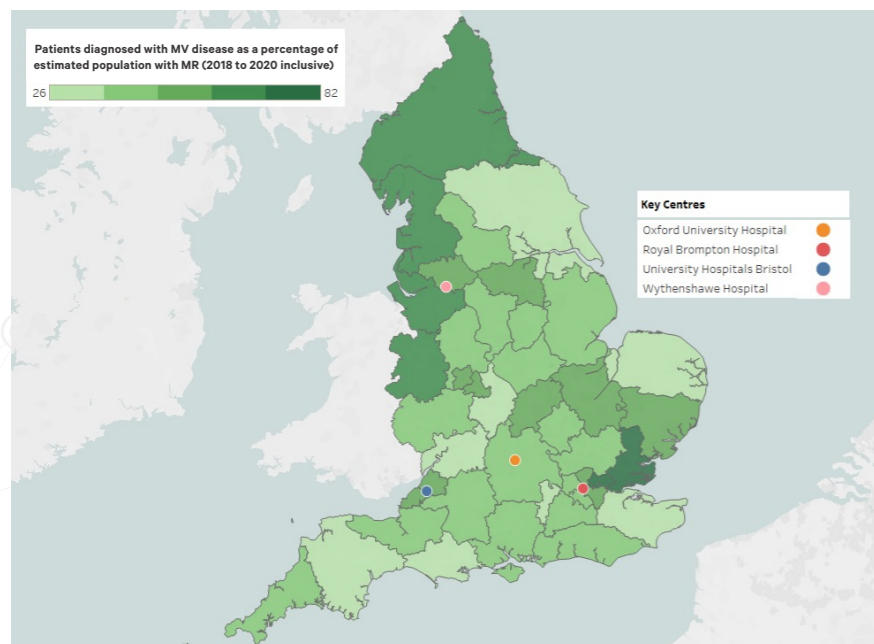 Patients diagnosed with MV disease as a percentage of
estimated population with MR (2018 to 2020 inclusive)
26 82
Key Centres
Oxford University Hospital
Royal Brompton Hospital
University Hospitals Bristol
Wythenshawe Hospital